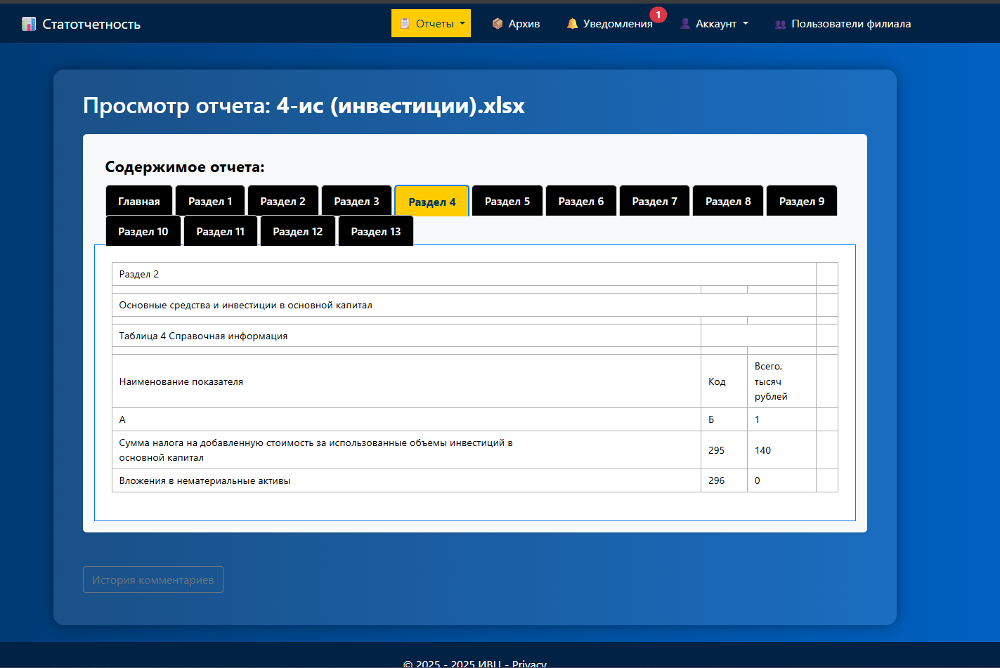 Статотчетность
Отчеты
Архив
Уведомления
1
Аккаунт
Пользователи филиала
Просмотр отчета: 4-ис (инвестиции).xlsx
Содержимое отчета:
Главная
Раздел 1
Раздел 2
Раздел 3
Раздел 4
Раздел 5
Раздел 6
Раздел 7
Раздел 8
Раздел 9
Раздел 10
Раздел 11
Раздел 12
Раздел 13
Раздел 2
Основные средства и инвестиции в основной капитал
Таблица 4 Справочная информация
Наименование показателя
Код
Всего,
тысяч
рублей
А
Б
1
Сумма налога на добавленную стоимость за использованные объемы инвестиций в
основной капитал
295
140
Вложения в нематериальные активы
296
0
История комментариев
© 2025 - 2025 ИВЦ - Privacy